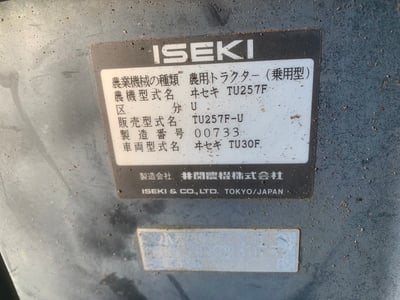 ISEKI
農業機械の種類 農用トラクター(乗用型)
農機型式名 ヰセキ TU257F
区分 U
販売型式名 TU257F-U
製造番号 00733
車両型式名 ヰセキ TU30F
製造会社 井関農機株式会社
ISEKI & CO., LTD. TOKYO/JAPAN